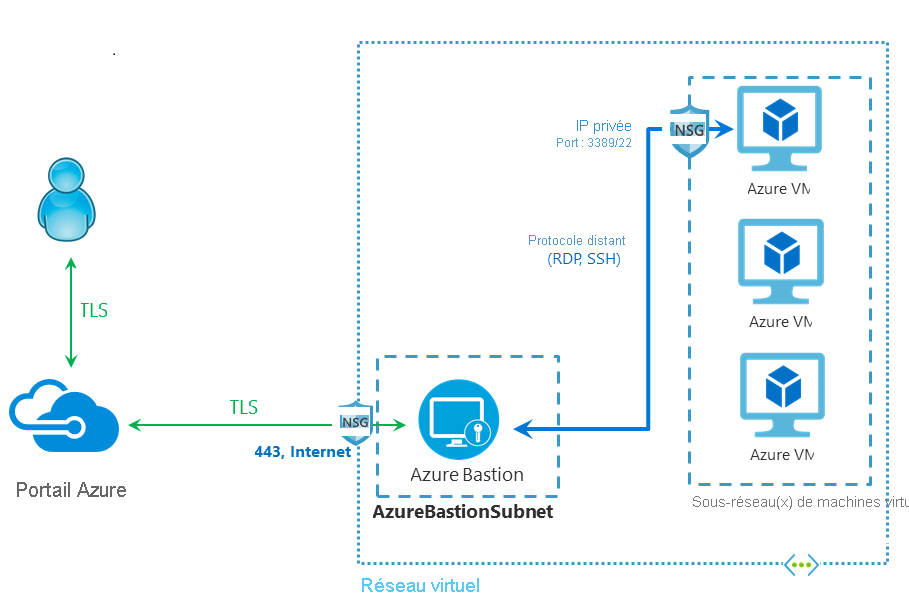 IP privée
Port : 3389/22
NSG
Azure VM
Protocole distant
(RDP, SSH)
Azure VM
TLS
TLS
NSG
443, Internet
Azure VM
Azure Bastion
Portail Azure
AzureBastionSubnet
Sous-réseau(x) de machines virtu
Réseau virtuel